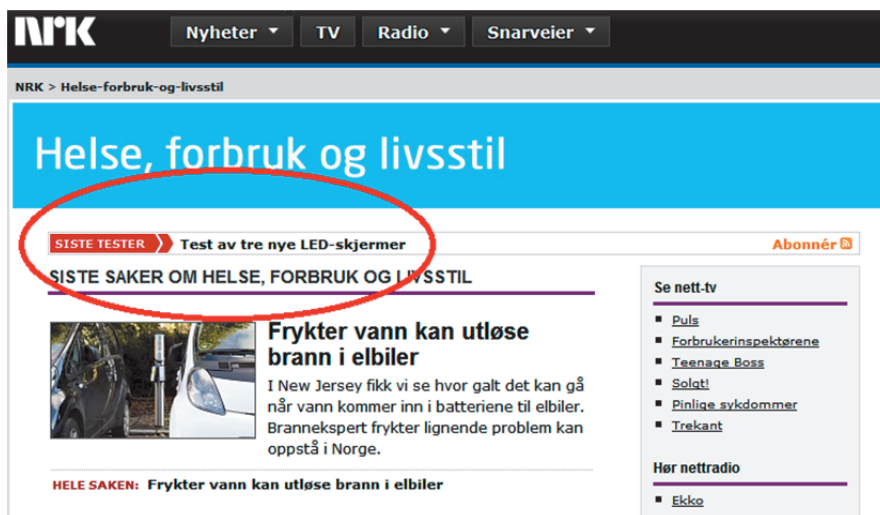 NRK
Nyheter TV Radio Snarveier
NRK > Helse-forbruk-og-livsstil
Helse, forbruk og livsstil
SISTE TESTER Test av tre nye LED-skjermer
Abonnér
SISTE SAKER OM HELSE, FORBRUK OG LIVSSTIL
Frykter vann kan utløse
brann i elbiler
I New Jersey fikk vi se hvor galt det kan gå
når vann kommer inn i batteriene til elbiler.
Brannekspert frykter lignende problem kan
oppstå i Norge.
HELE SAKEN: Frykter vann kan utløse brann i elbiler
Se nett-tv
Puls
Forbrukerinspektørene
Teenage Boss
Solgt!
Pinlige sykdommer
Trekant
Hør nettradio
Ekko